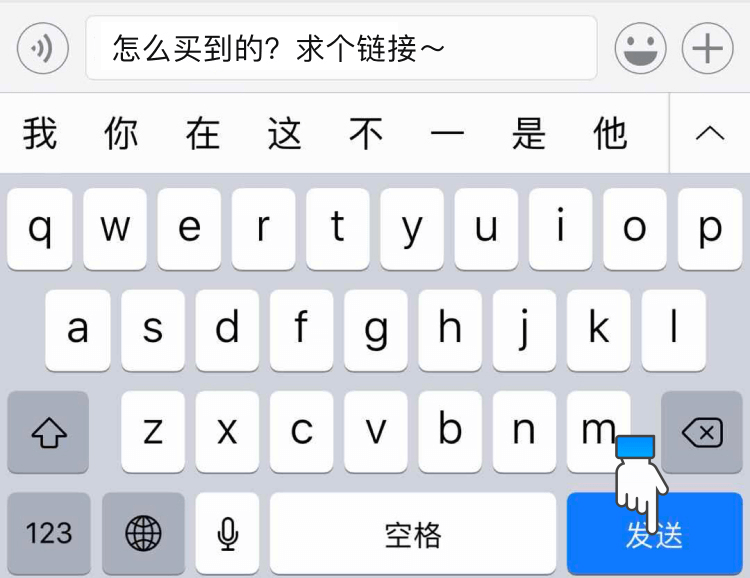 怎么买到的？求个链接～
我 你 在 这 不 一 是 他
q w e r t y u i o p
a s d f g h j k l
z x c v b n m
123 空格 发送